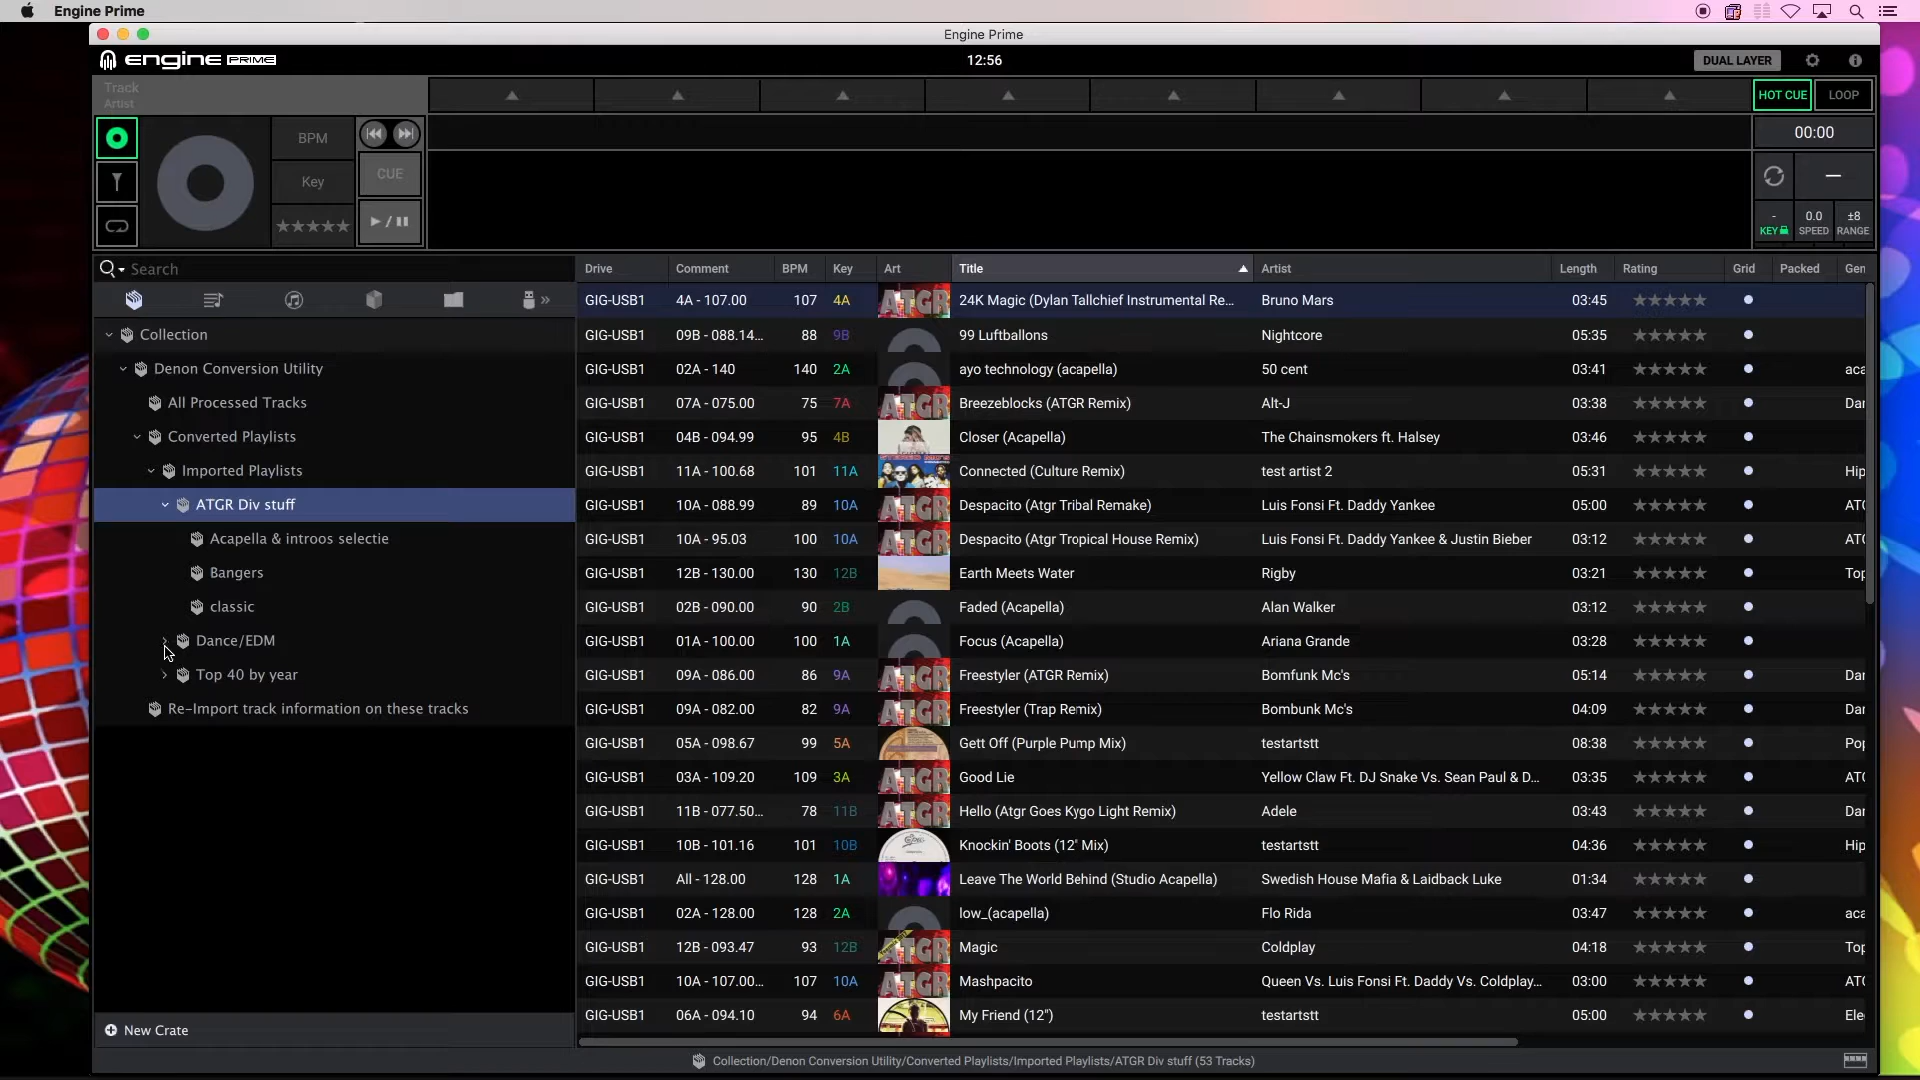 Engine Prime
Engine Prime
engine PRIME
12:56
DUAL LAYER
Track
Artist
HOT CUE
LOOP
BPM
00:00
CUE
Key
- 0.0 ±8
KEY SPEED RANGE
Search
Drive Comment BPM Key Art Title Artist Length Rating Grid Packed Gen
Collection
Denon Conversion Utility
All Processed Tracks
Converted Playlists
Imported Playlists
ATGR Div stuff
Acapella & introos selectie
Bangers
classic
Dance/EDM
Top 40 by year
Re-Import track information on these tracks
New Crate
GIG-USB1 4A - 107.00 107 4A ATGR 24K Magic (Dylan Tallchief Instrumental Re... Bruno Mars 03:45
GIG-USB1 09B - 088.14... 88 9B 99 Luftballons Nightcore 05:35
GIG-USB1 02A - 140 140 2A ayo technology (acapella) 50 cent 03:41 aca
GIG-USB1 07A - 075.00 75 7A ATGR Breezeblocks (ATGR Remix) Alt-J 03:38 Dan
GIG-USB1 04B - 094.99 95 4B Closer (Acapella) The Chainsmokers ft. Halsey 03:46
GIG-USB1 11A - 100.68 101 11A Connected (Culture Remix) test artist 2 05:31 Hip
GIG-USB1 10A - 088.99 89 10A ATGR Despacito (Atgr Tribal Remake) Luis Fonsi Ft. Daddy Yankee 05:00 ATG
GIG-USB1 10A - 95.03 100 10A ATGR Despacito (Atgr Tropical House Remix) Luis Fonsi Ft. Daddy Yankee & Justin Bieber 03:12 ATG
GIG-USB1 12B - 130.00 130 12B Earth Meets Water Rigby 03:21 Top
GIG-USB1 02B - 090.00 90 2B Faded (Acapella) Alan Walker 03:12
GIG-USB1 01A - 100.00 100 1A Focus (Acapella) Ariana Grande 03:28
GIG-USB1 09A - 086.00 86 9A ATGR Freestyler (ATGR Remix) Bomfunk Mc's 05:14 Dan
GIG-USB1 09A - 082.00 82 9A ATGR Freestyler (Trap Remix) Bombunk Mc's 04:09 Dan
GIG-USB1 05A - 098.67 99 5A Gett Off (Purple Pump Mix) testartstt 08:38 Pop
GIG-USB1 03A - 109.20 109 3A ATGR Good Lie Yellow Claw Ft. DJ Snake Vs. Sean Paul & D... 03:35 ATG
GIG-USB1 11B - 077.50... 78 11B ATGR Hello (Atgr Goes Kygo Light Remix) Adele 03:43 Dan
GIG-USB1 10B - 101.16 101 10B Knockin' Boots (12" Mix) testartstt 04:36 Hip
GIG-USB1 All - 128.00 128 1A Leave The World Behind (Studio Acapella) Swedish House Mafia & Laidback Luke 01:34
GIG-USB1 02A - 128.00 128 2A low_(acapella) Flo Rida 03:47 aca
GIG-USB1 12B - 093.47 93 12B ATGR Magic Coldplay 04:18 Top
GIG-USB1 10A - 107.00... 107 10A ATGR Mashpacito Queen Vs. Luis Fonsi Ft. Daddy Vs. Coldplay... 03:00 ATG
GIG-USB1 06A - 094.10 94 6A My Friend (12") testartstt 05:00 Ele
Collection/Denon Conversion Utility/Converted Playlists/Imported Playlists/ATGR Div stuff (53 Tracks)